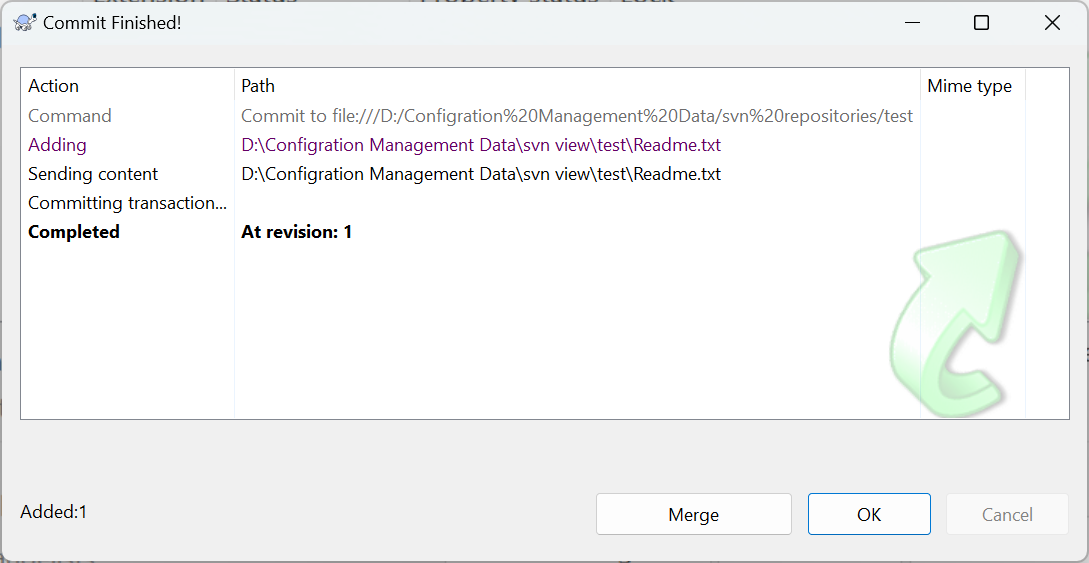 Commit Finished!
Action Path Mime type
Command Commit to file:///D:/Configration%20Management%20Data/svn%20repositories/test
Adding D:\Configration Management Data\svn view\test\Readme.txt
Sending content D:\Configration Management Data\svn view\test\Readme.txt
Committing transaction...
Completed At revision: 1
Added:1
Merge OK Cancel